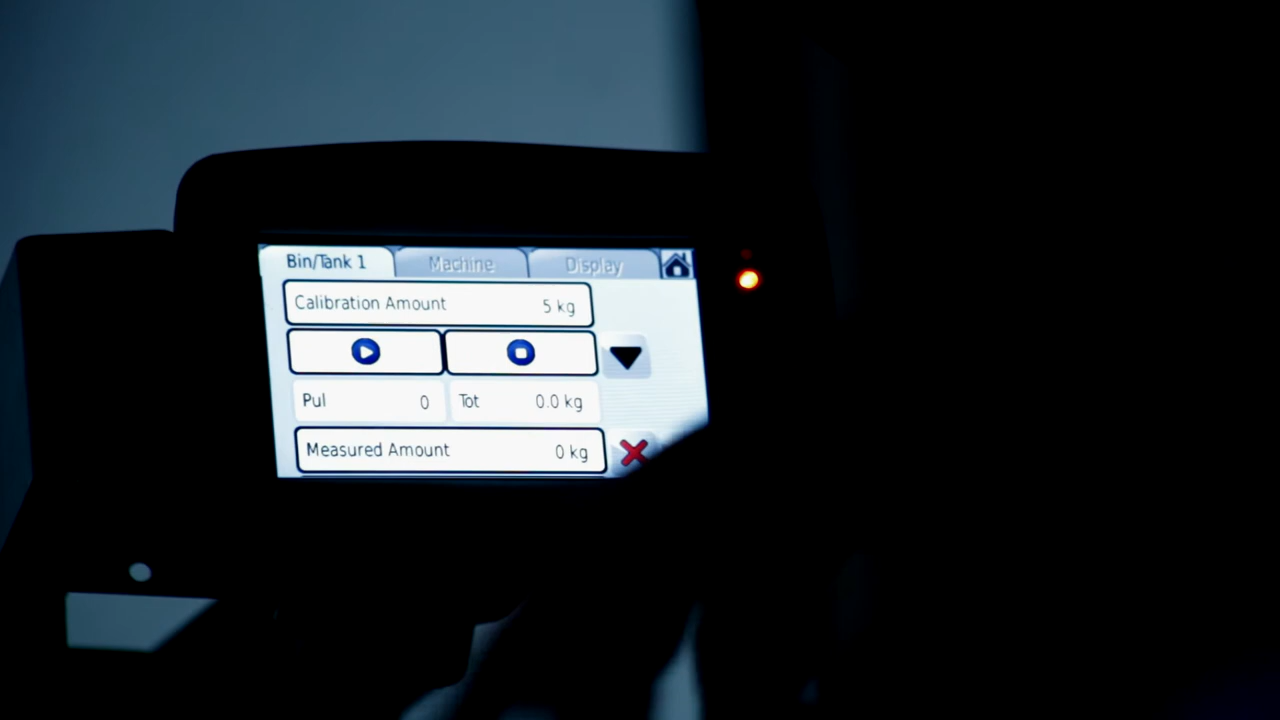 Bin/Tank 1 Machine Display
Calibration Amount 5 kg
Pul 0 Tot 0.0 kg
Measured Amount 0 kg